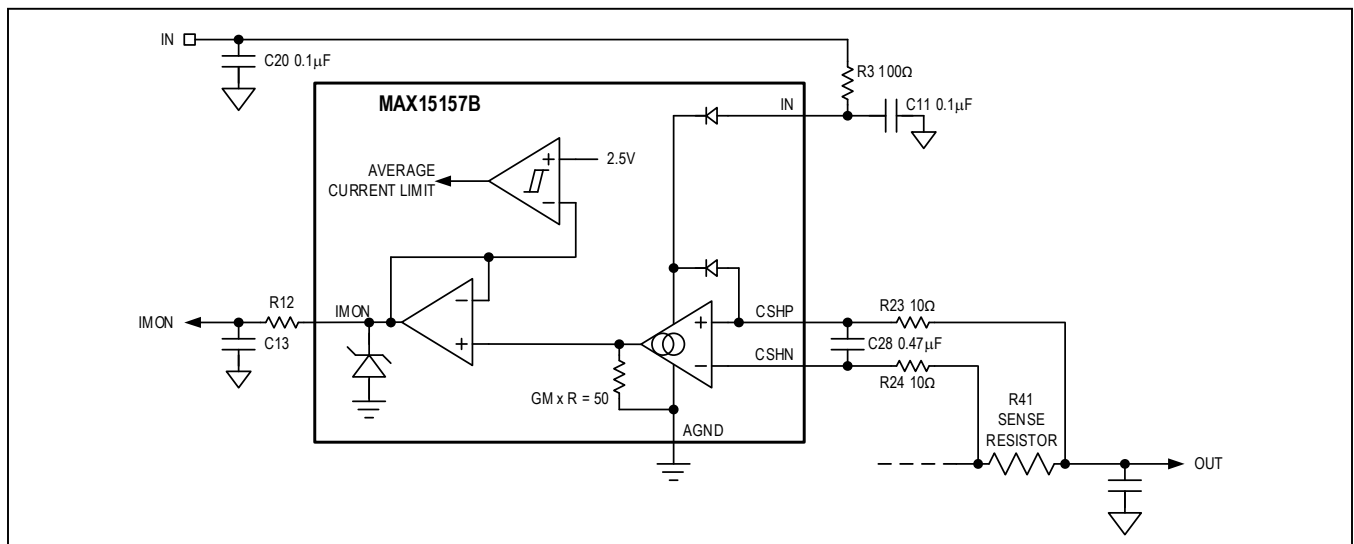 IN
C20 0.1µF
R3 100Ω
MAX15157B
IN
C11 0.1µF
+
2.5V
AVERAGE
CURRENT LIMIT
−
R12
IMON
−
+
CSHP
R23 10Ω
IMON
C13
+
C28 0.47µF
−
CSHN
R24 10Ω
GM x R = 50
R41
SENSE
RESISTOR
AGND
OUT